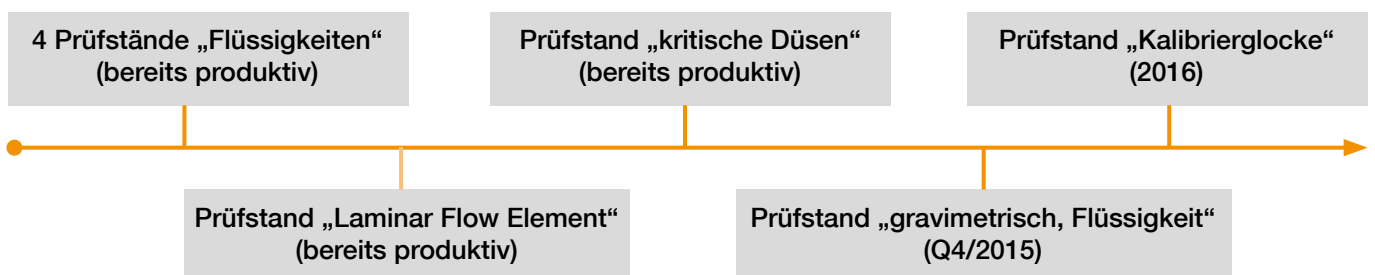 4 Prüfstände „Flüssigkeiten“
(bereits produktiv)
Prüfstand „kritische Düsen“
(bereits produktiv)
Prüfstand „Kalibrierglocke“
(2016)
Prüfstand „Laminar Flow Element“
(bereits produktiv)
Prüfstand „gravimetrisch, Flüssigkeit“
(Q4/2015)